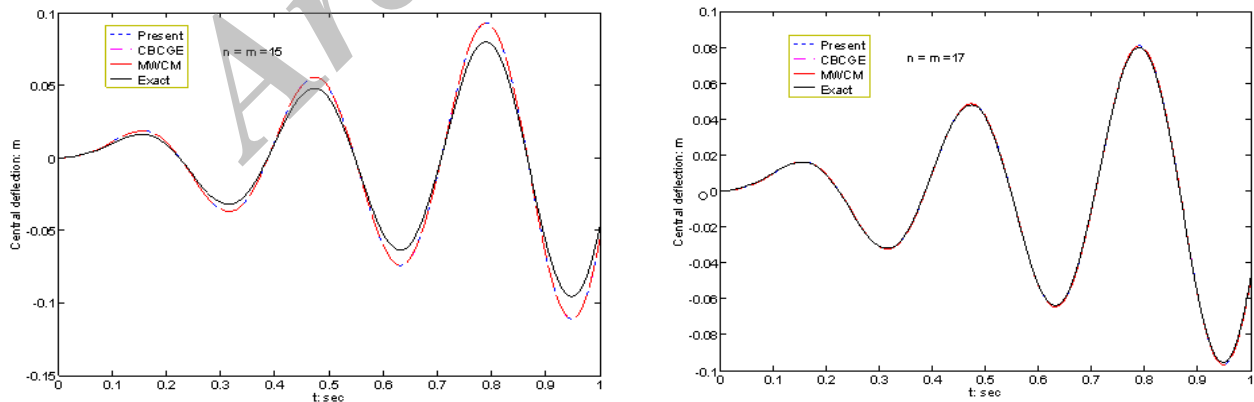 0.1
0.05
0
-0.05
-0.1
-0.15
Central deflection: m
Present
CBCGE
MWCM
Exact
n = m =15
0 0.1 0.2 0.3 0.4 0.5 0.6 0.7 0.8 0.9 1
t: sec
Ar
0.1
0.08
0.06
0.04
0.02
0
-0.02
-0.04
-0.06
-0.08
-0.1
Central deflection: m
Present
CBCGE
MWCM
Exact
n = m =17
0 0.1 0.2 0.3 0.4 0.5 0.6 0.7 0.8 0.9 1
t: sec